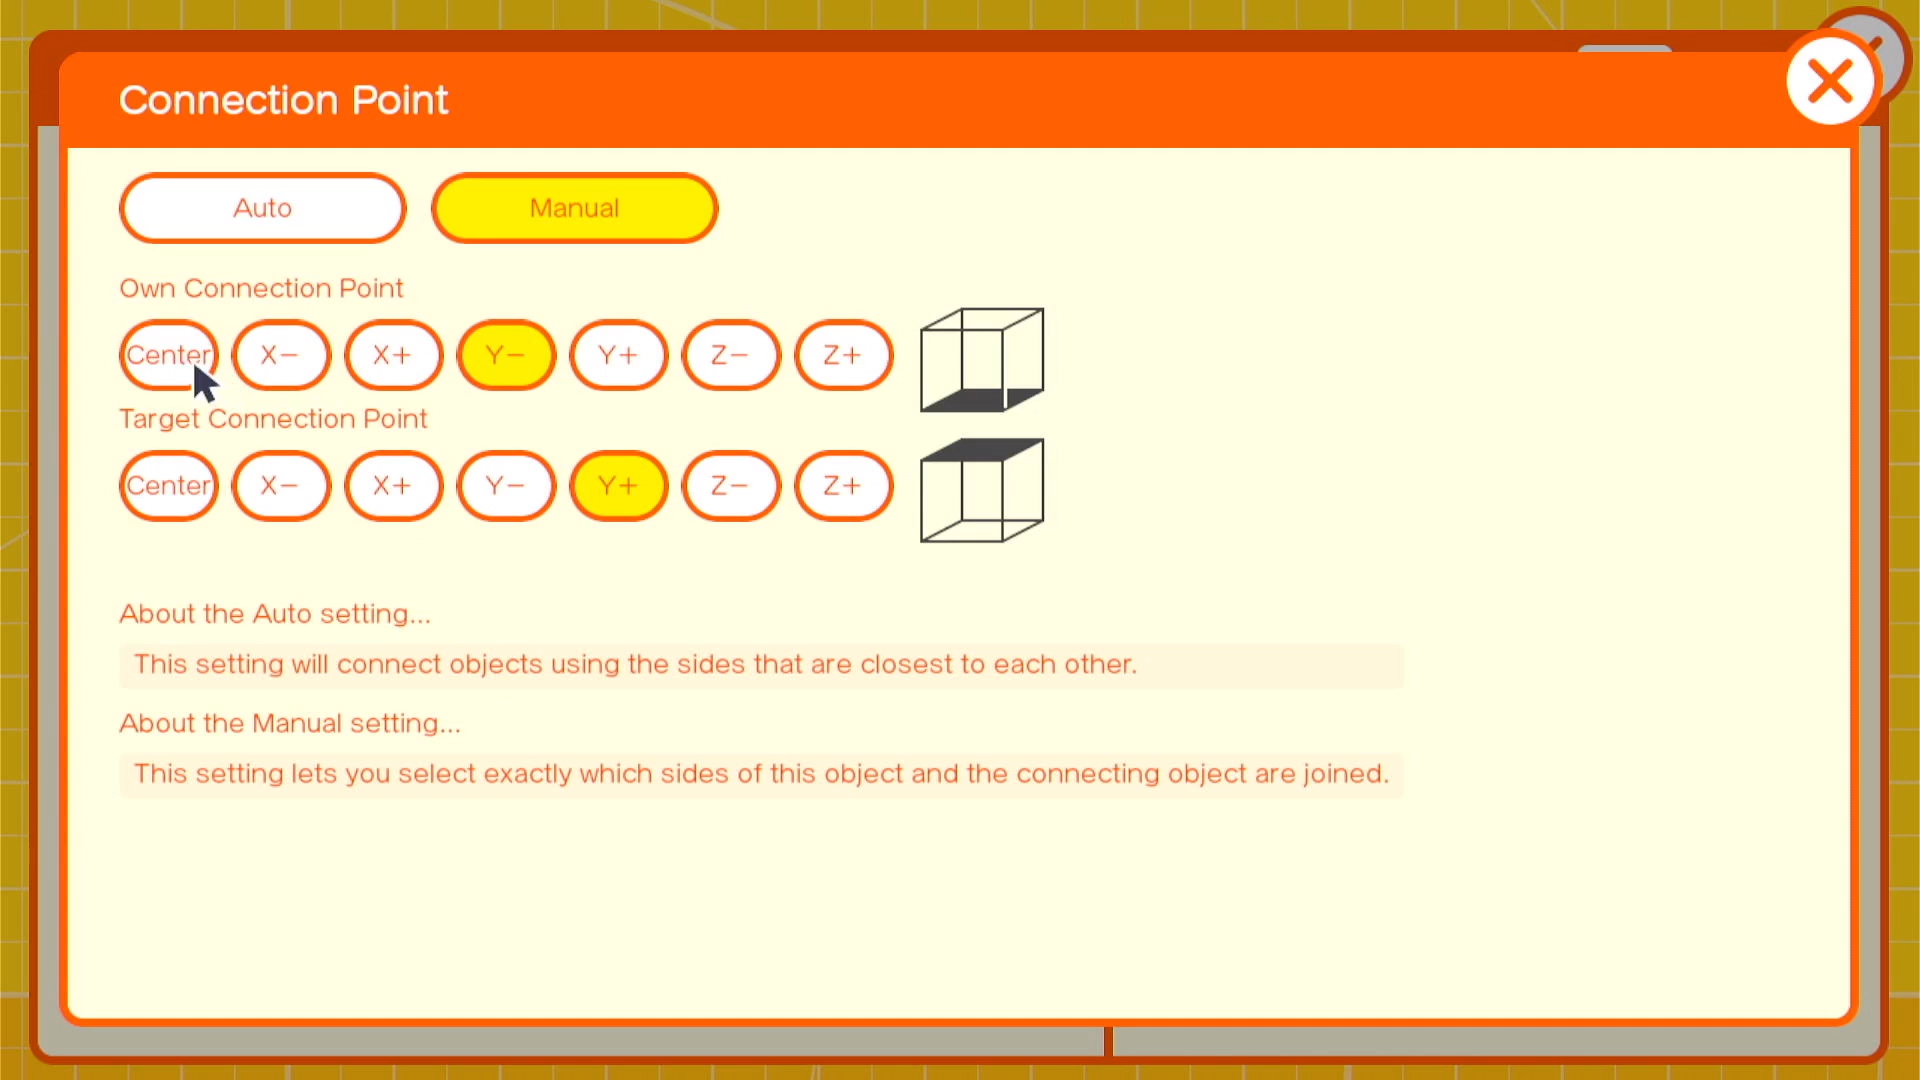 Connection Point
Auto Manual
Own Connection Point
Center X− X+ Y− Y+ Z− Z+
Target Connection Point
Center X− X+ Y− Y+ Z− Z+
About the Auto setting...
This setting will connect objects using the sides that are closest to each other.
About the Manual setting...
This setting lets you select exactly which sides of this object and the connecting object are joined.